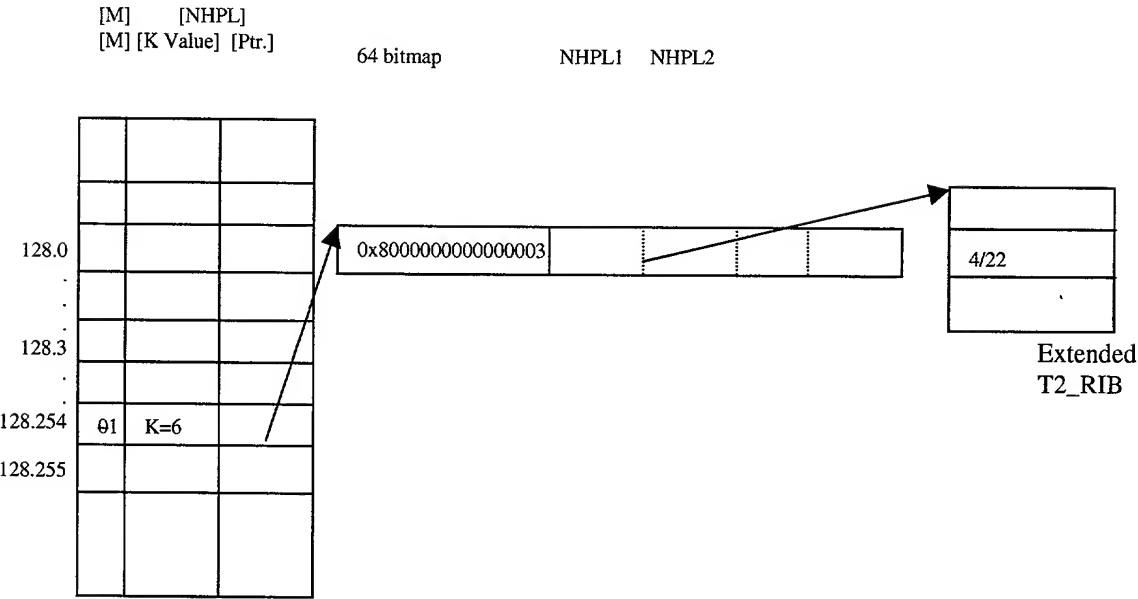 [M] [NHPL]
[M] [K Value] [Ptr.]
64 bitmap NHPL1 NHPL2
128.0
.
.
.
128.3
.
.
128.254
128.255
01 K=6
0x8000000000000003
4/22
Extended
T2_RIB